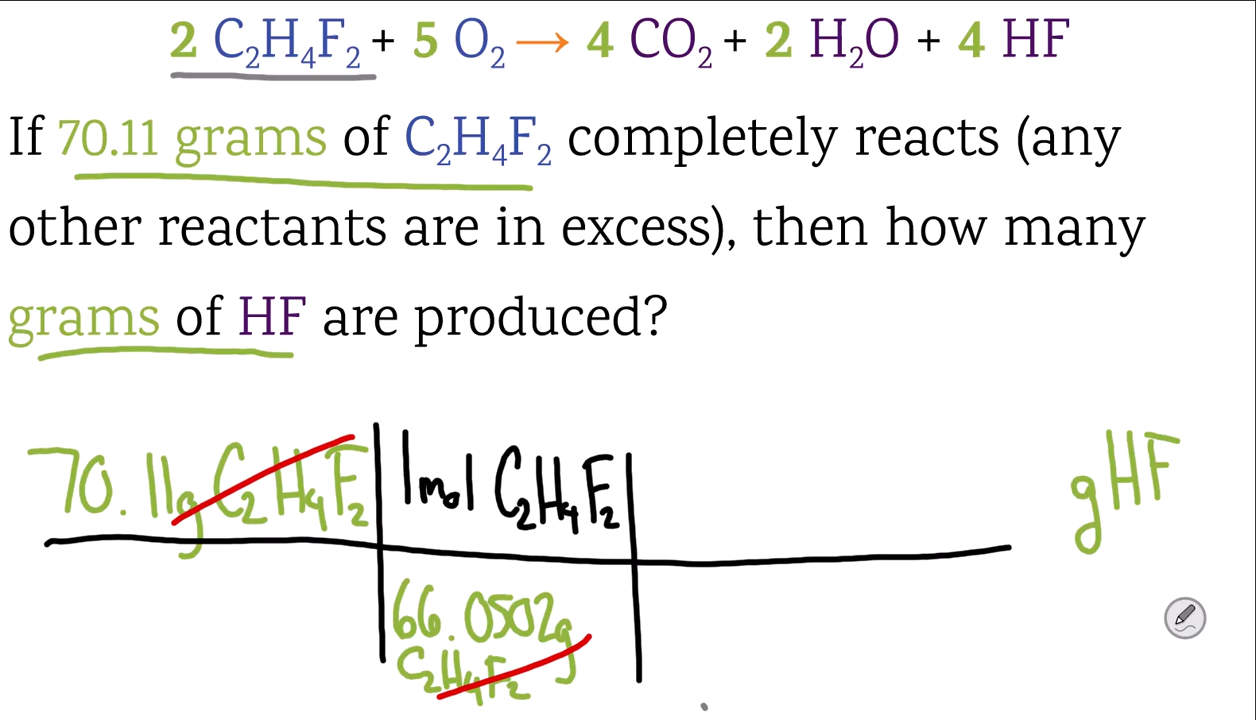 2 C₂H₄F₂ + 5 O₂ → 4 CO₂ + 2 H₂O + 4 HF
If 70.11 grams of C₂H₄F₂ completely reacts (any
other reactants are in excess), then how many
grams of HF are produced?
70.11g C₂H₄F₂ 1mol C₂H₄F₂ g HF
66.0502g
C₂H₄F₂